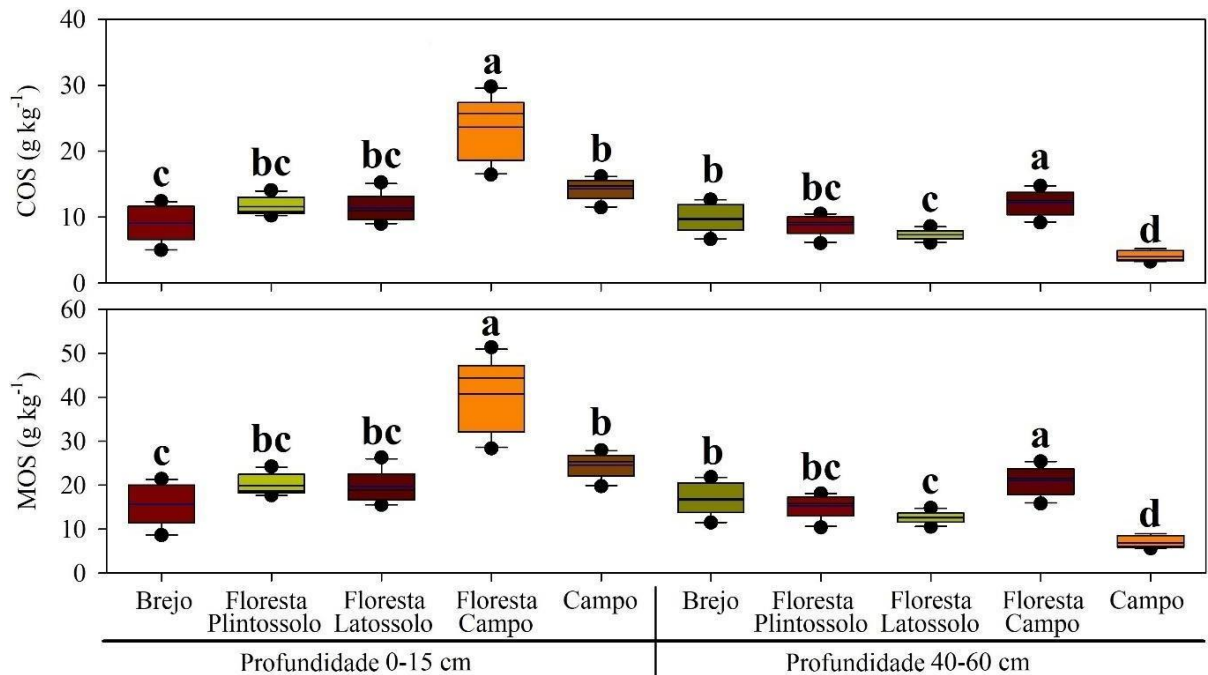 COS (g kg⁻¹)
40
30
20
10
0
c
bc
bc
a
b
b
bc
c
a
d
MOS (g kg⁻¹)
60
50
40
30
20
10
0
c
bc
bc
a
b
b
bc
c
a
d
Brejo Floresta Floresta Floresta Campo Brejo Floresta Floresta Floresta Campo
Plintossolo Latossolo Campo Plintossolo Latossolo Campo
Profundidade 0-15 cm Profundidade 40-60 cm